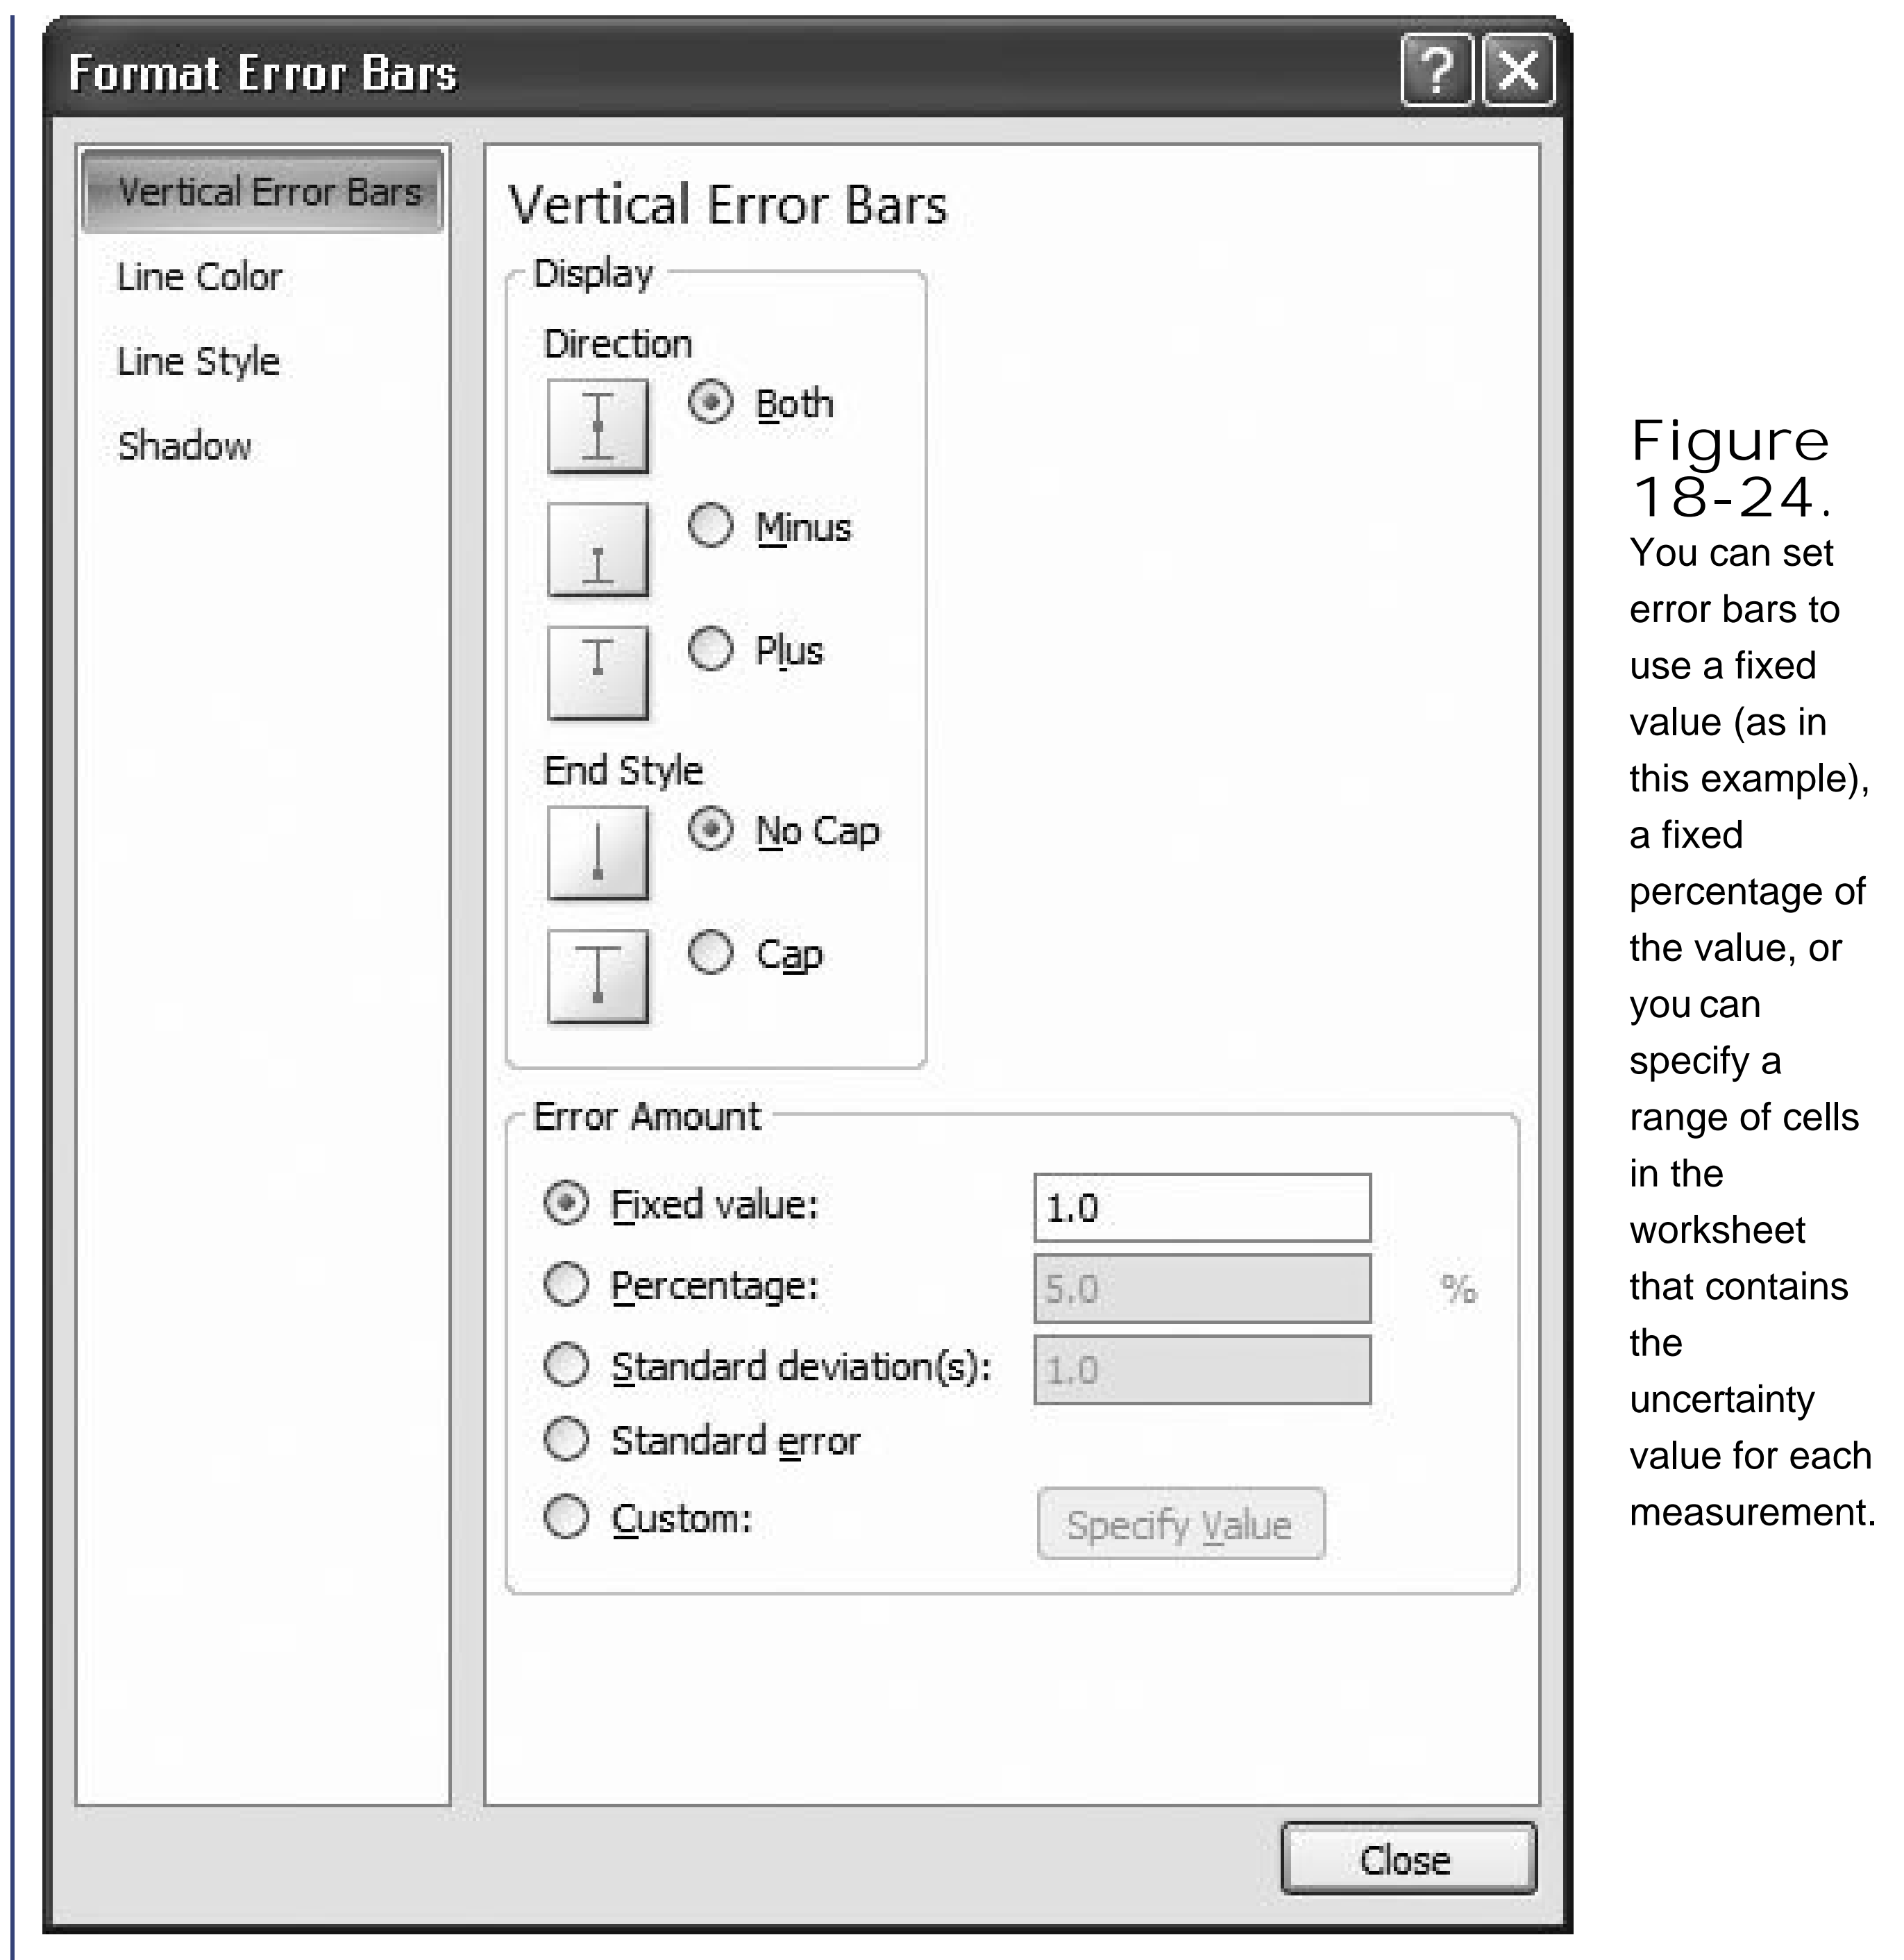 Format Error Bars
Vertical Error Bars
Line Color
Line Style
Shadow
Vertical Error Bars
Display
Direction
Both
Minus
Plus
End Style
No Cap
Cap
Error Amount
Fixed value: 1.0
Percentage: 5.0 %
Standard deviation(s): 1.0
Standard error
Custom: Specify Value
Close
Figure
18-24.
You can set
error bars to
use a fixed
value (as in
this example),
a fixed
percentage of
the value, or
you can
specify a
range of cells
in the
worksheet
that contains
the
uncertainty
value for each
measurement.